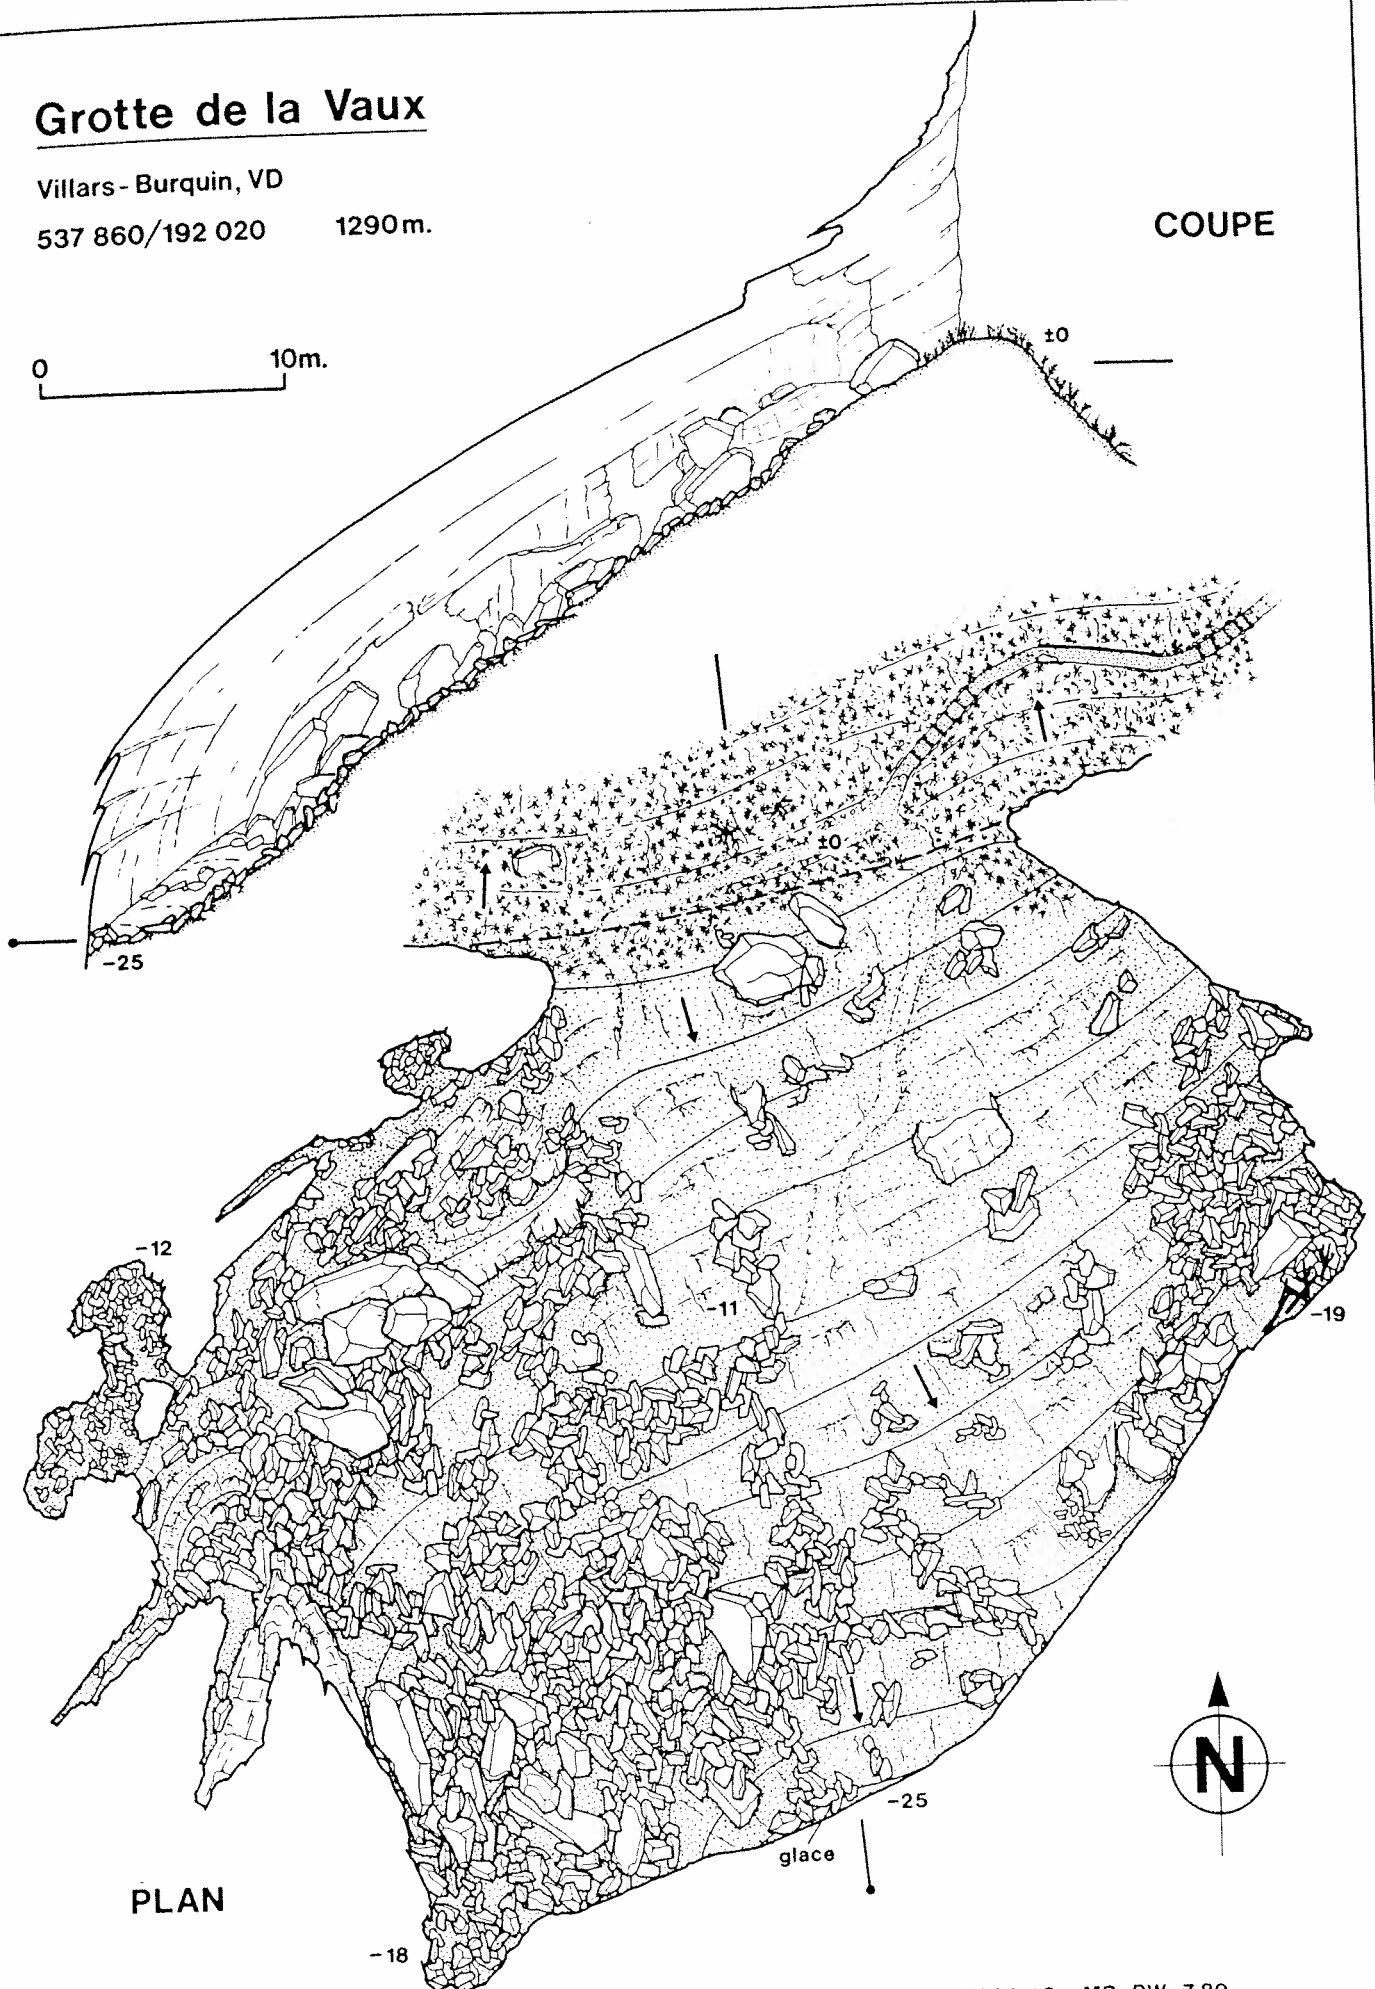 Grotte de la Vaux
Villars-Burquin, VD
537 860/192 020 1290m.
COUPE
0 10m.
±0
-25
±0
-12
-11
-19
-25
glace
N
PLAN
-18